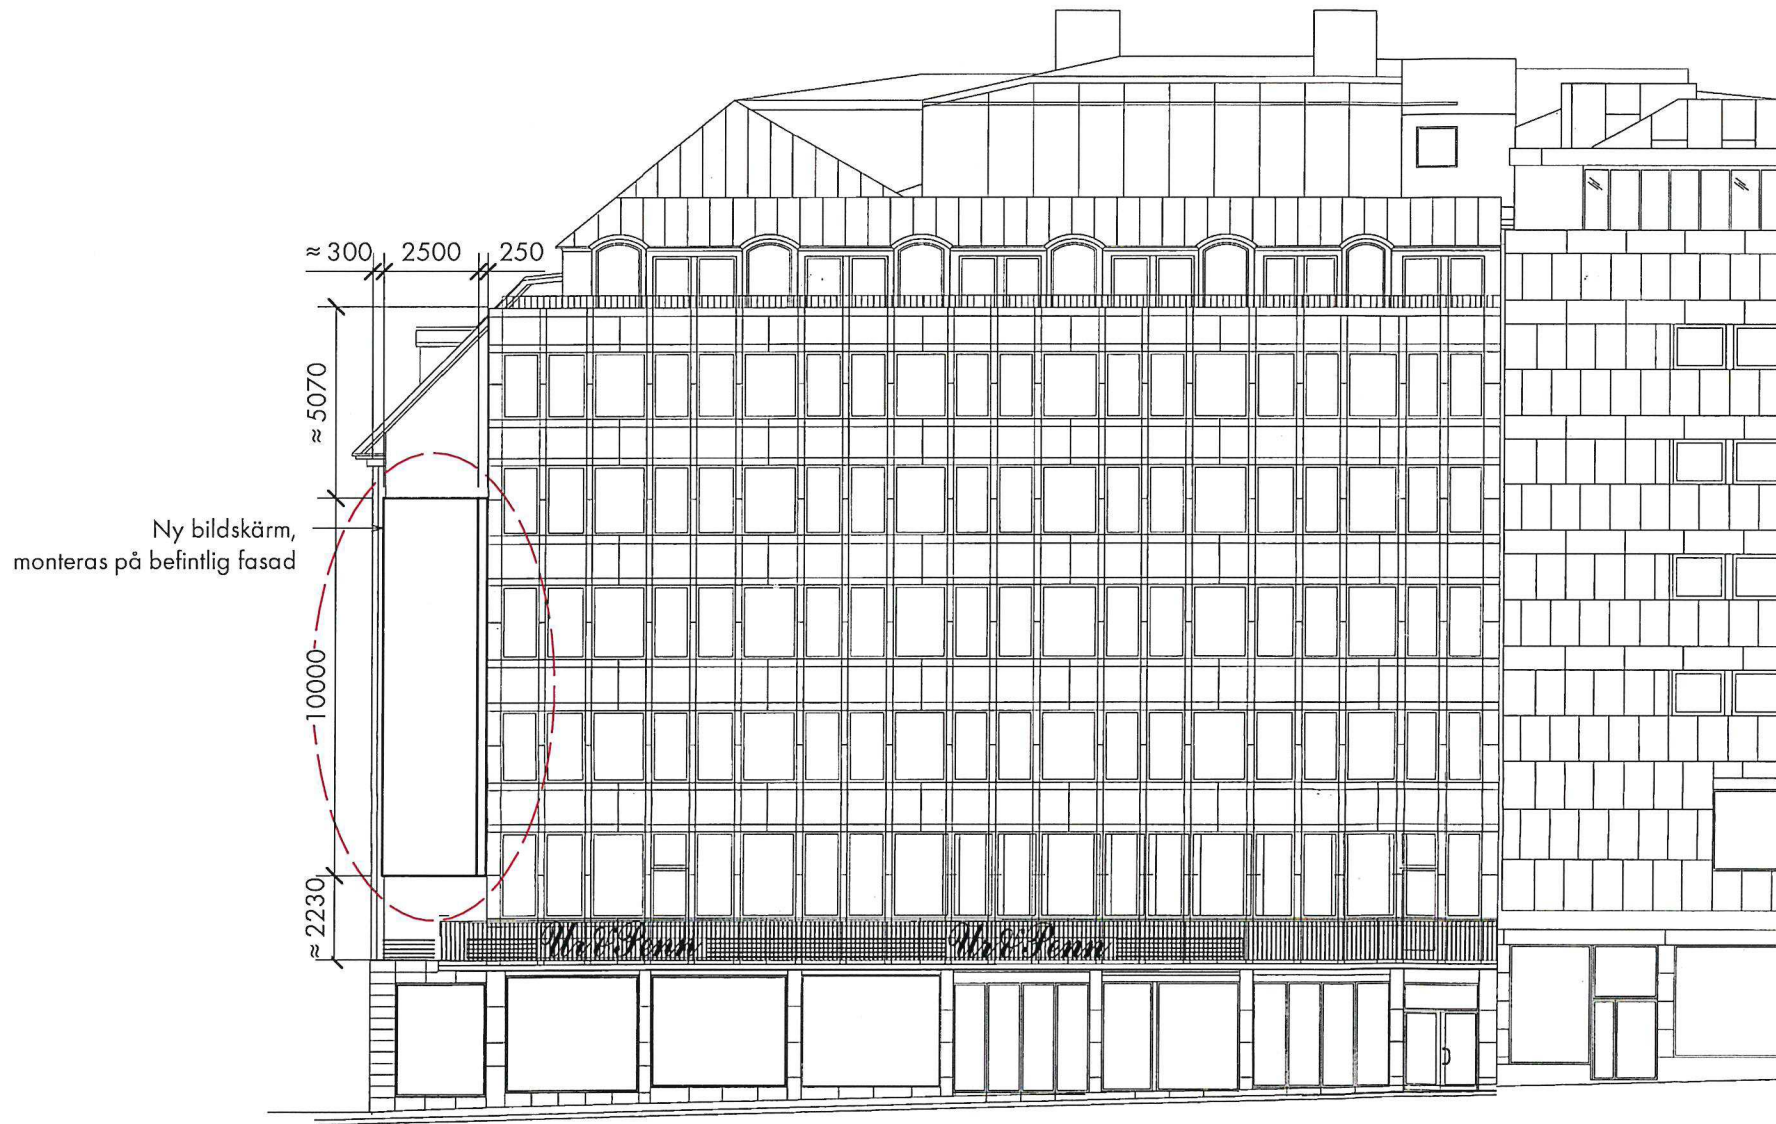 ≈ 300 2500 250
≈ 5070
Ny bildskärm,
monteras på befintlig fasad
10000
≈ 2230
Ur&Penn Ur&Penn